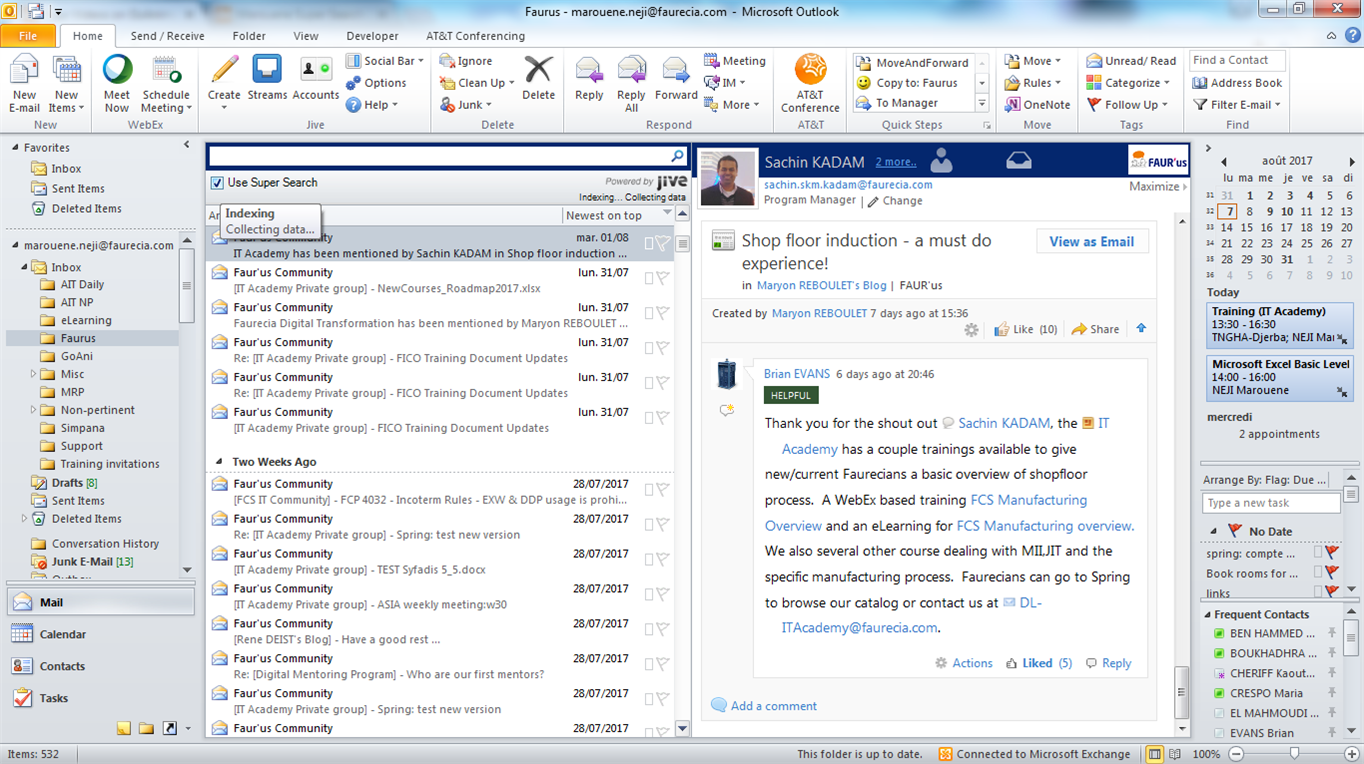 Faurus - marouene.neji@faurecia.com - Microsoft Outlook
File Home Send / Receive Folder View Developer AT&T Conferencing
New E-mail
New Items
New
Meet Now
Schedule Meeting
WebEx
Create
Streams
Accounts
Social Bar
Options
Help
Jive
Ignore
Clean Up
Junk
Delete
Delete
Reply
Reply All
Forward
Meeting
IM
More
Respond
AT&T Conference
AT&T
MoveAndForward
Copy to: Faurus
To Manager
Quick Steps
Move
Rules
OneNote
Move
Unread/ Read
Categorize
Follow Up
Tags
Find a Contact
Address Book
Filter E-mail
Find
Favorites
Inbox
Sent Items
Deleted Items
marouene.neji@faurecia.com
Inbox
AIT Daily
AIT NP
eLearning
Faurus
GoAni
Misc
MRP
Non-pertinent
Simpana
Support
Training invitations
Drafts [8]
Sent Items
Deleted Items
Conversation History
Junk E-Mail [13]
Mail
Calendar
Contacts
Tasks
Use Super Search
Powered by jive
Indexing... Collecting data
Indexing
Collecting data...
Newest on top
Faur'us Community mar. 01/08
IT Academy has been mentioned by Sachin KADAM in Shop floor induction ...
Faur'us Community lun. 31/07
[IT Academy Private group] - NewCourses_Roadmap2017.xlsx
Faur'us Community lun. 31/07
Faurecia Digital Transformation has been mentioned by Maryon REBOULET ...
Faur'us Community lun. 31/07
Re: [IT Academy Private group] - FICO Training Document Updates
Faur'us Community lun. 31/07
Re: [IT Academy Private group] - FICO Training Document Updates
Faur'us Community lun. 31/07
[IT Academy Private group] - FICO Training Document Updates
Two Weeks Ago
Faur'us Community 28/07/2017
[FCS IT Community] - FCP 4032 - Incoterm Rules - EXW & DDP usage is prohi...
Faur'us Community 28/07/2017
Re: [IT Academy Private group] - Spring: test new version
Faur'us Community 28/07/2017
[IT Academy Private group] - TEST Syfadis 5_5.docx
Faur'us Community 28/07/2017
[IT Academy Private group] - ASIA weekly meeting:w30
Faur'us Community 28/07/2017
[Rene DEIST's Blog] - Have a good rest ...
Faur'us Community 28/07/2017
Re: [Digital Mentoring Program] - Who are our first mentors?
Faur'us Community 28/07/2017
[IT Academy Private group] - Spring: test new version
Faur'us Community 28/07/2017
Sachin KADAM 2 more..
FAUR'us
sachin.skm.kadam@faurecia.com
Maximize
Program Manager | Change
Shop floor induction - a must do
experience!
View as Email
in Maryon REBOULET's Blog | FAUR'us
Created by Maryon REBOULET 7 days ago at 15:36
Like (10) Share
Brian EVANS 6 days ago at 20:46
HELPFUL
Thank you for the shout out Sachin KADAM, the IT
Academy has a couple trainings available to give
new/current Faurecians a basic overview of shopfloor
process. A WebEx based training FCS Manufacturing
Overview and an eLearning for FCS Manufacturing overview.
We also several other course dealing with MII,JIT and the
specific manufacturing process. Faurecians can go to Spring
to browse our catalog or contact us at DL-
ITAcademy@faurecia.com.
Actions Liked (5) Reply
Add a comment
août 2017
lu ma me je ve sa di
31 31 1 2 3 4 5 6
32 7 8 9 10 11 12 13
33 14 15 16 17 18 19 20
34 21 22 23 24 25 26 27
35 28 29 30 31 1 2 3
36 4 5 6 7 8 9 10
Today
Training (IT Academy)
13:30 - 16:30
TNGHA-Djerba; NEJI Mar
Microsoft Excel Basic Level
14:00 - 16:00
NEJI Marouene
mercredi
2 appointments
Arrange By: Flag: Due ...
Type a new task
No Date
spring: compte ...
Book rooms for ...
links
Frequent Contacts
BEN HAMMED ...
BOUKHADHRA ...
CHERIFF Kaout...
CRESPO Maria
EL MAHMOUDI ...
EVANS Brian
Items: 532
This folder is up to date.
Connected to Microsoft Exchange
100%